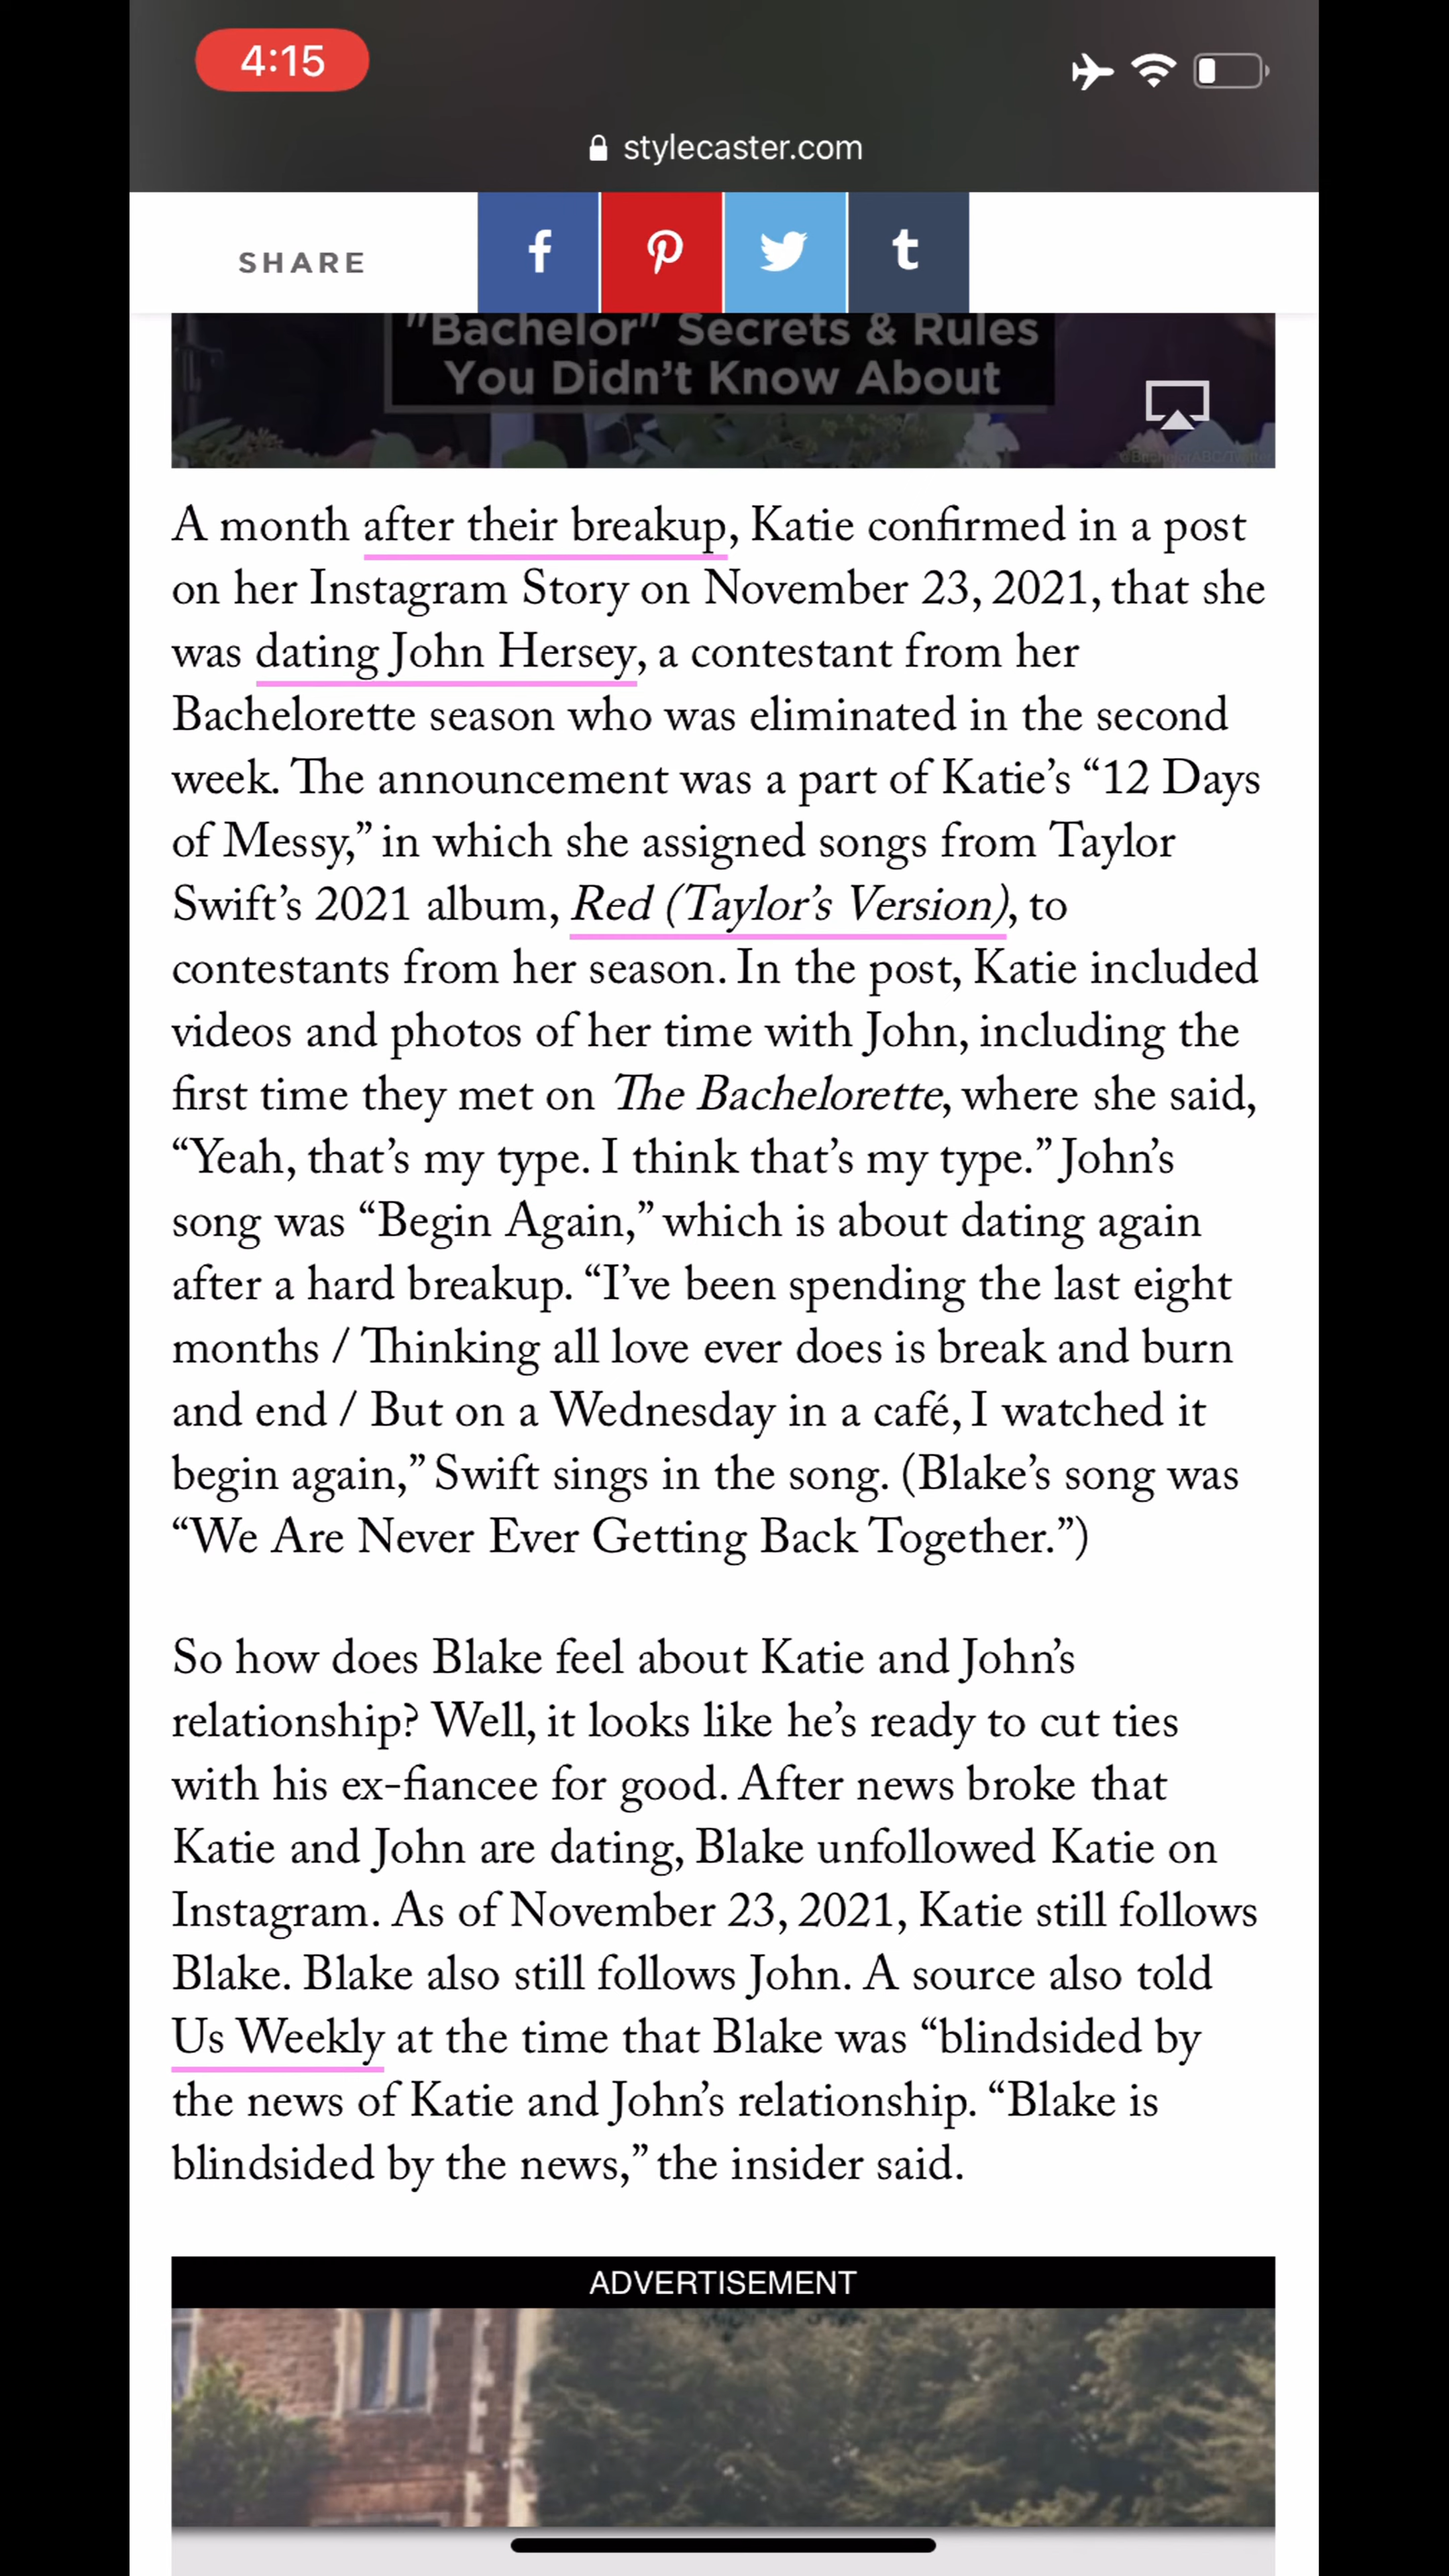 4:15
stylecaster.com
SHARE
"Bachelor" Secrets & Rules
You Didn't Know About
©BachelorABC/Twitter
A month after their breakup, Katie confirmed in a post
on her Instagram Story on November 23, 2021, that she
was dating John Hersey, a contestant from her
Bachelorette season who was eliminated in the second
week. The announcement was a part of Katie’s “12 Days
of Messy,” in which she assigned songs from Taylor
Swift’s 2021 album, Red (Taylor’s Version), to
contestants from her season. In the post, Katie included
videos and photos of her time with John, including the
first time they met on The Bachelorette, where she said,
“Yeah, that’s my type. I think that’s my type.” John’s
song was “Begin Again,” which is about dating again
after a hard breakup. “I’ve been spending the last eight
months / Thinking all love ever does is break and burn
and end / But on a Wednesday in a café, I watched it
begin again,” Swift sings in the song. (Blake’s song was
“We Are Never Ever Getting Back Together.”)
So how does Blake feel about Katie and John’s
relationship? Well, it looks like he’s ready to cut ties
with his ex-fiancee for good. After news broke that
Katie and John are dating, Blake unfollowed Katie on
Instagram. As of November 23, 2021, Katie still follows
Blake. Blake also still follows John. A source also told
Us Weekly at the time that Blake was “blindsided by
the news of Katie and John’s relationship. “Blake is
blindsided by the news,” the insider said.
ADVERTISEMENT